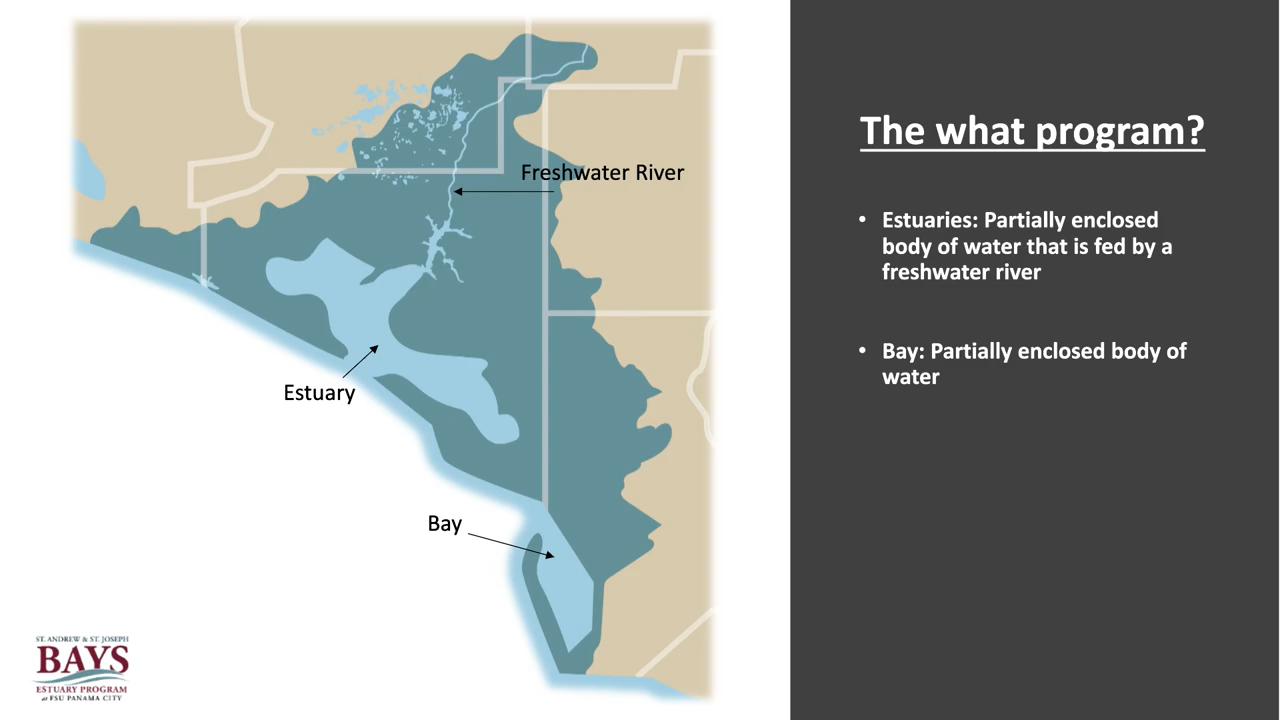 The what program?
• Estuaries: Partially enclosed
body of water that is fed by a
freshwater river
• Bay: Partially enclosed body of
water
Freshwater River
Estuary
Bay
ST. ANDREW & ST. JOSEPH
BAYS
ESTUARY PROGRAM
at FSU PANAMA CITY